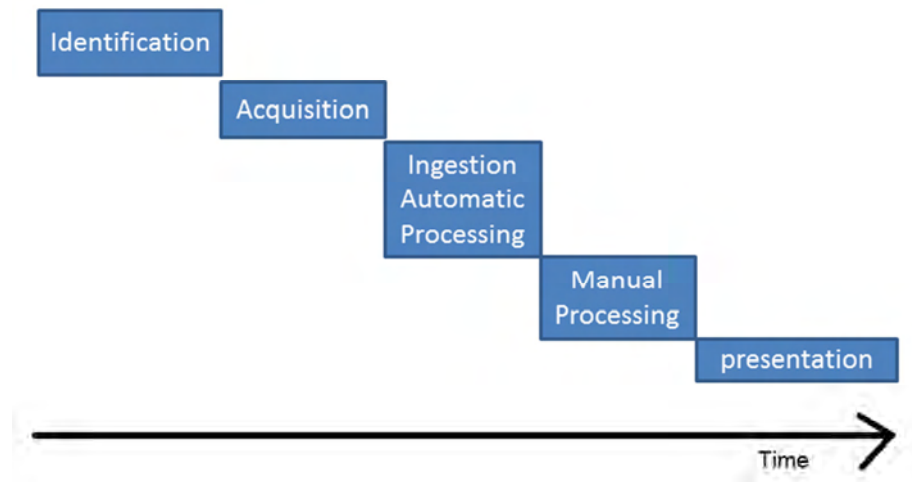 Identification
Acquisition
Ingestion
Automatic
Processing
Manual
Processing
presentation
Time